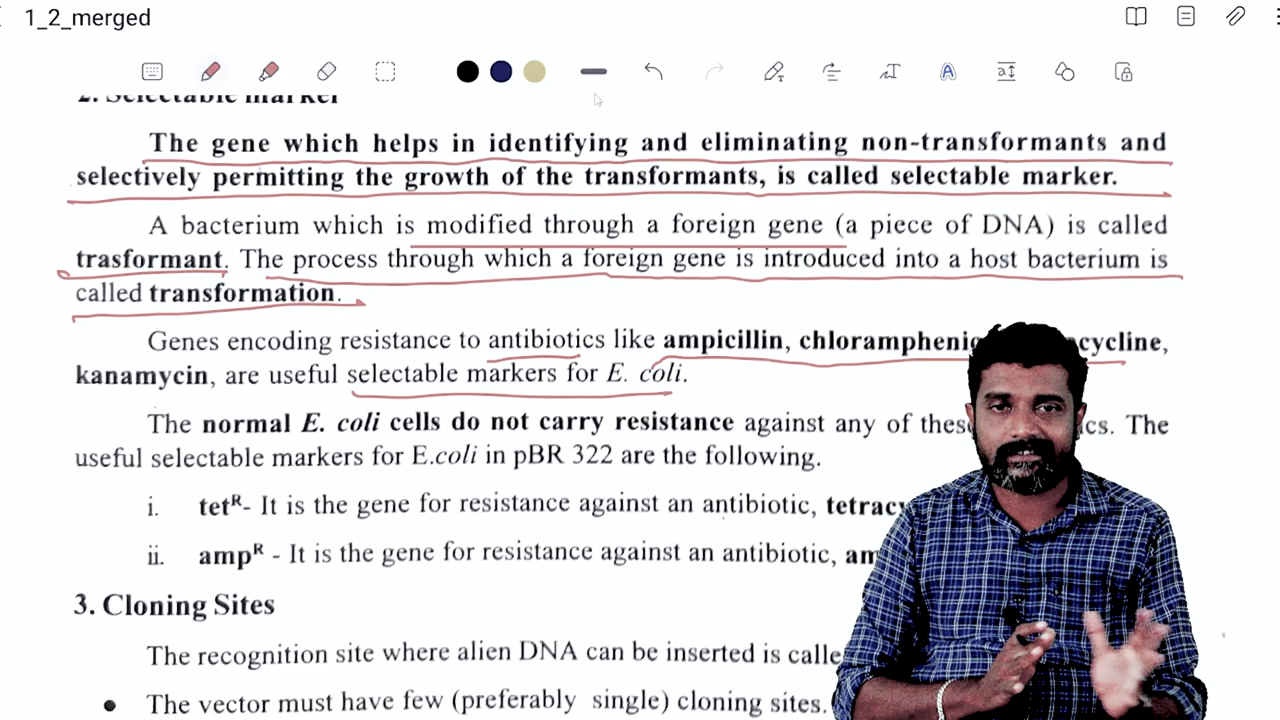 1_2_merged
2. Selectable marker
The gene which helps in identifying and eliminating non-transformants and
selectively permitting the growth of the transformants, is called selectable marker.
A bacterium which is modified through a foreign gene (a piece of DNA) is called
trasformant. The process through which a foreign gene is introduced into a host bacterium is
called transformation.
Genes encoding resistance to antibiotics like ampicillin, chlorampheni cycline,
kanamycin, are useful selectable markers for E. coli.
The normal E. coli cells do not carry resistance against any of these cs. The
useful selectable markers for E.coli in pBR 322 are the following.
i. tetᴿ- It is the gene for resistance against an antibiotic, tetracy
ii. ampᴿ - It is the gene for resistance against an antibiotic, am
3. Cloning Sites
The recognition site where alien DNA can be inserted is calle
• The vector must have few (preferably single) cloning sites.